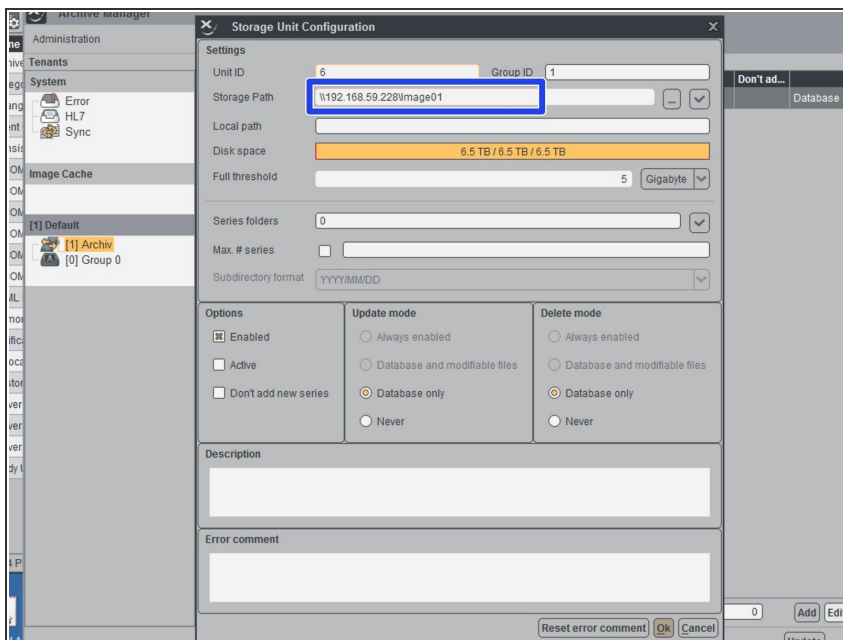 Archive Manager
Administration
Tenants
System
Error
HL7
Sync
Image Cache
[1] Default
[1] Archiv
[0] Group 0
Storage Unit Configuration
X
Settings
Unit ID 6 Group ID 1
Storage Path \\192.168.59.228\Image01 ...
Local path
Disk space 6.5 TB / 6.5 TB / 6.5 TB
Full threshold 5 Gigabyte
Series folders 0
Max. # series
Subdirectory format YYYY/MM/DD
Options
Enabled
Active
Don't add new series
Update mode
Always enabled
Database and modifiable files
Database only
Never
Delete mode
Always enabled
Database and modifiable files
Database only
Never
Description
Error comment
Reset error comment Ok Cancel
Don't ad...
Database
0 Add Edi